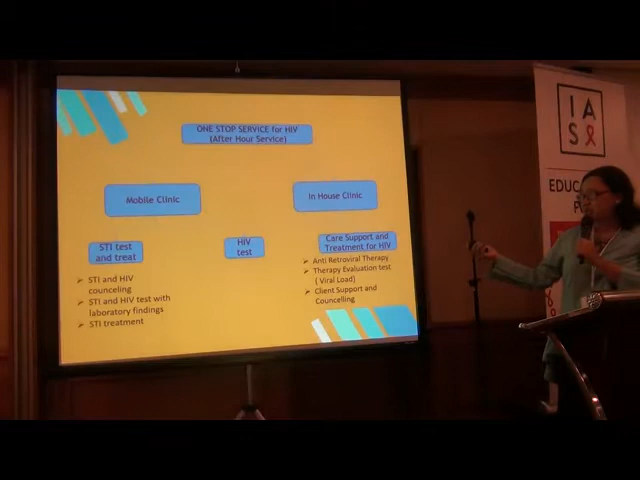 ONE STOP SERVICE for HIV
(After Hour Service)
Mobile Clinic
In House Clinic
STI test
and treat
HIV
test
Care Support and
Treatment for HIV
STI and HIV
counceling
STI and HIV test with
laboratory findings
STI treatment
Anti Retroviral Therapy
Therapy Evaluation test
( Viral Load)
Client Support and
Councelling
IA
S
EDUC